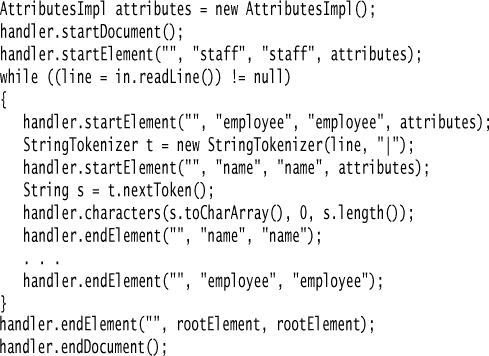 AttributesImpl attributes = new AttributesImpl();
handler.startDocument();
handler.startElement("", "staff", "staff", attributes);
while ((line = in.readLine()) != null)
{
handler.startElement("", "employee", "employee", attributes);
StringTokenizer t = new StringTokenizer(line, "|");
handler.startElement("", "name", "name", attributes);
String s = t.nextToken();
handler.characters(s.toCharArray(), 0, s.length());
handler.endElement("", "name", "name");
. . .
handler.endElement("", "employee", "employee");
}
handler.endElement("", rootElement, rootElement);
handler.endDocument();